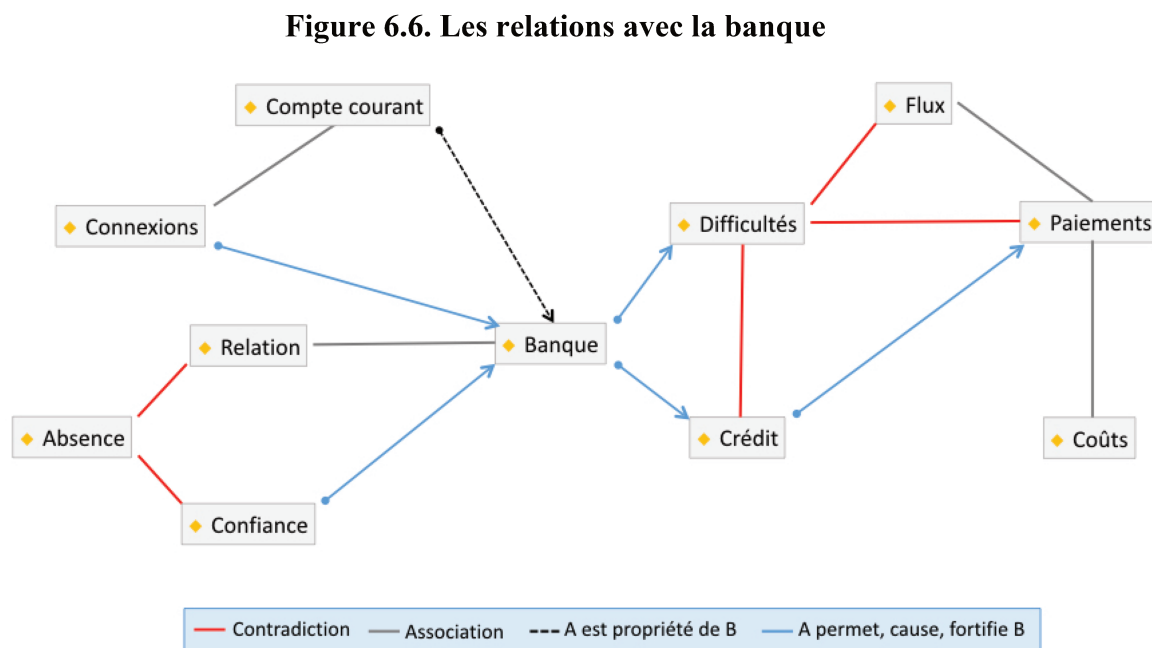 Figure 6.6. Les relations avec la banque
Compte courant
Flux
Connexions
Difficultés
Paiements
Relation
Banque
Absence
Crédit
Coûts
Confiance
Contradiction
Association
A est propriété de B
A permet, cause, fortifie B